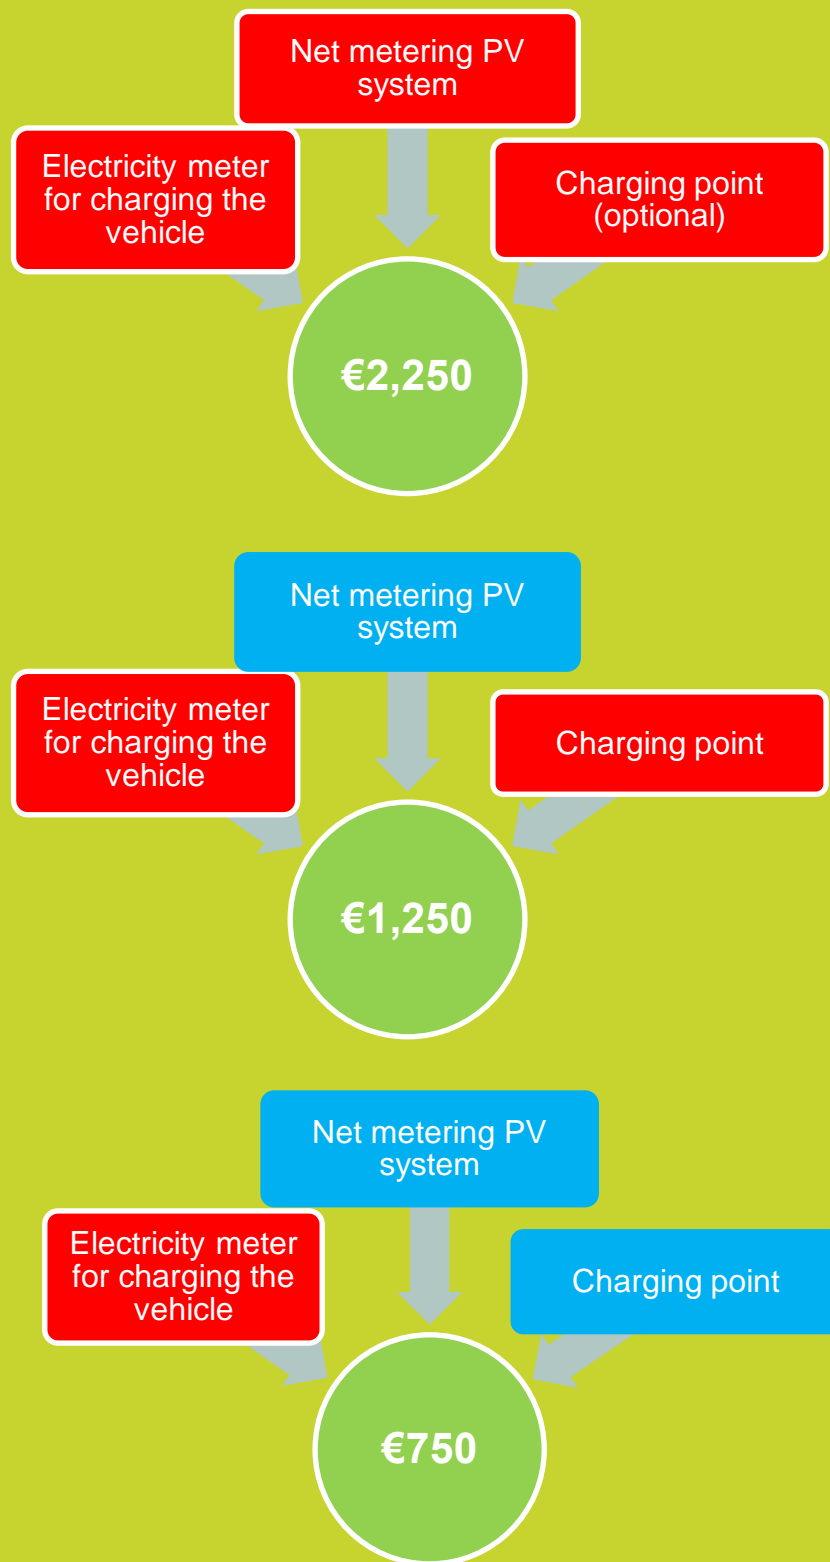 Net metering PV
system
Electricity meter
for charging the
vehicle
Charging point
(optional)
€2,250
Net metering PV
system
Electricity meter
for charging the
vehicle
Charging point
€1,250
Net metering PV
system
Electricity meter
for charging the
vehicle
Charging point
€750